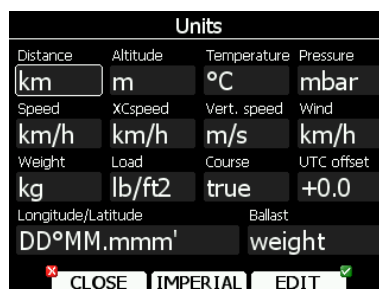 Units
Distance Altitude Temperature Pressure
km m °C mbar
Speed XCspeed Vert. speed Wind
km/h km/h m/s km/h
Weight Load Course UTC offset
kg lb/ft2 true +0.0
Longitude/Latitude Ballast
DD°MM.mmm' weight
CLOSE IMPERIAL EDIT